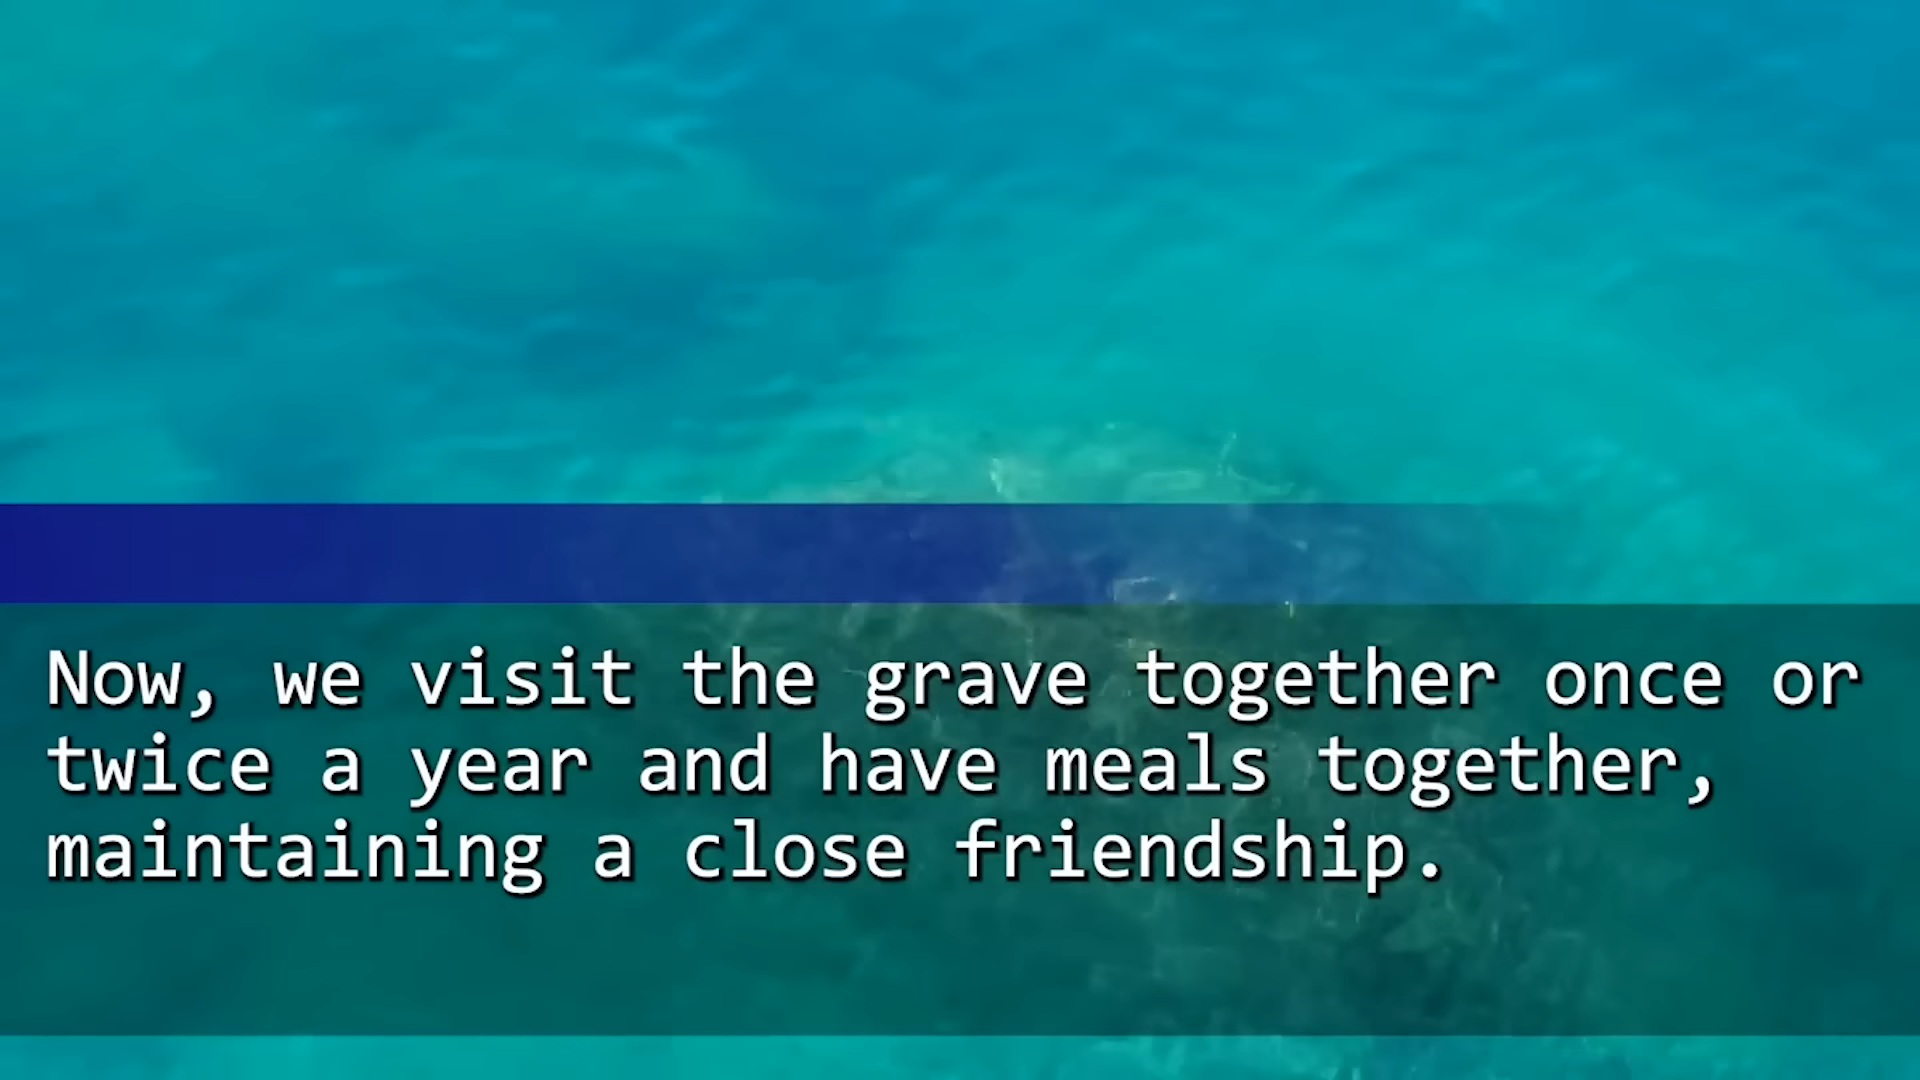 Now, we visit the grave together once or
twice a year and have meals together,
maintaining a close friendship.